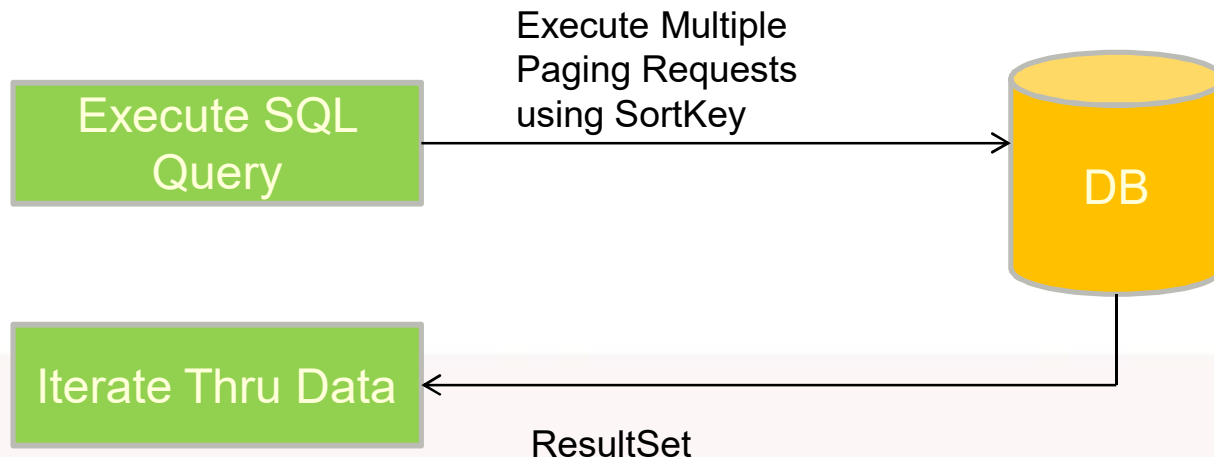 Execute Multiple
Paging Requests
using SortKey
Execute SQL
Query
DB
Iterate Thru Data
ResultSet